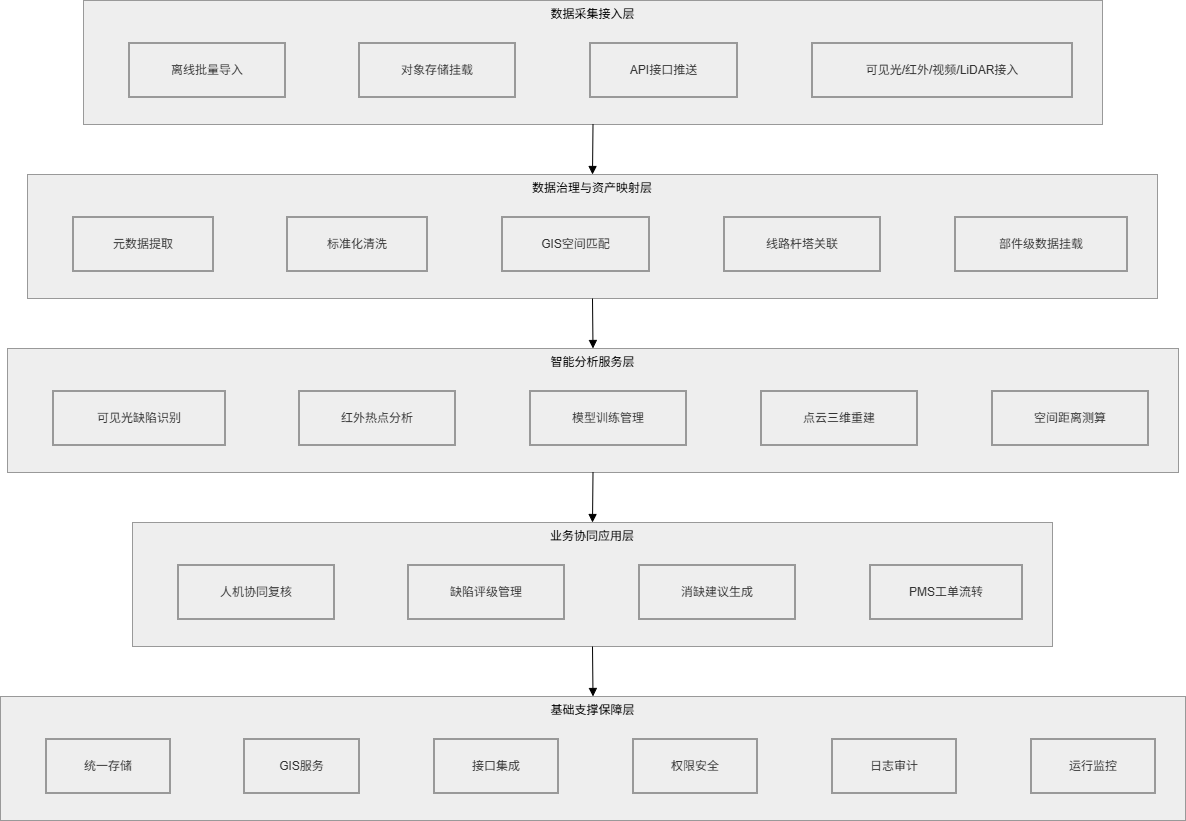 数据采集接入层
离线批量导入
对象存储挂载
API接口推送
可见光/红外/视频/LiDAR接入
数据治理与资产映射层
元数据提取
标准化清洗
GIS空间匹配
线路杆塔关联
部件级数据挂载
智能分析服务层
可见光缺陷识别
红外热点分析
模型训练管理
点云三维重建
空间距离测算
业务协同应用层
人机协同复核
缺陷评级管理
消缺建议生成
PMS工单流转
基础支撑保障层
统一存储
GIS服务
接口集成
权限安全
日志审计
运行监控